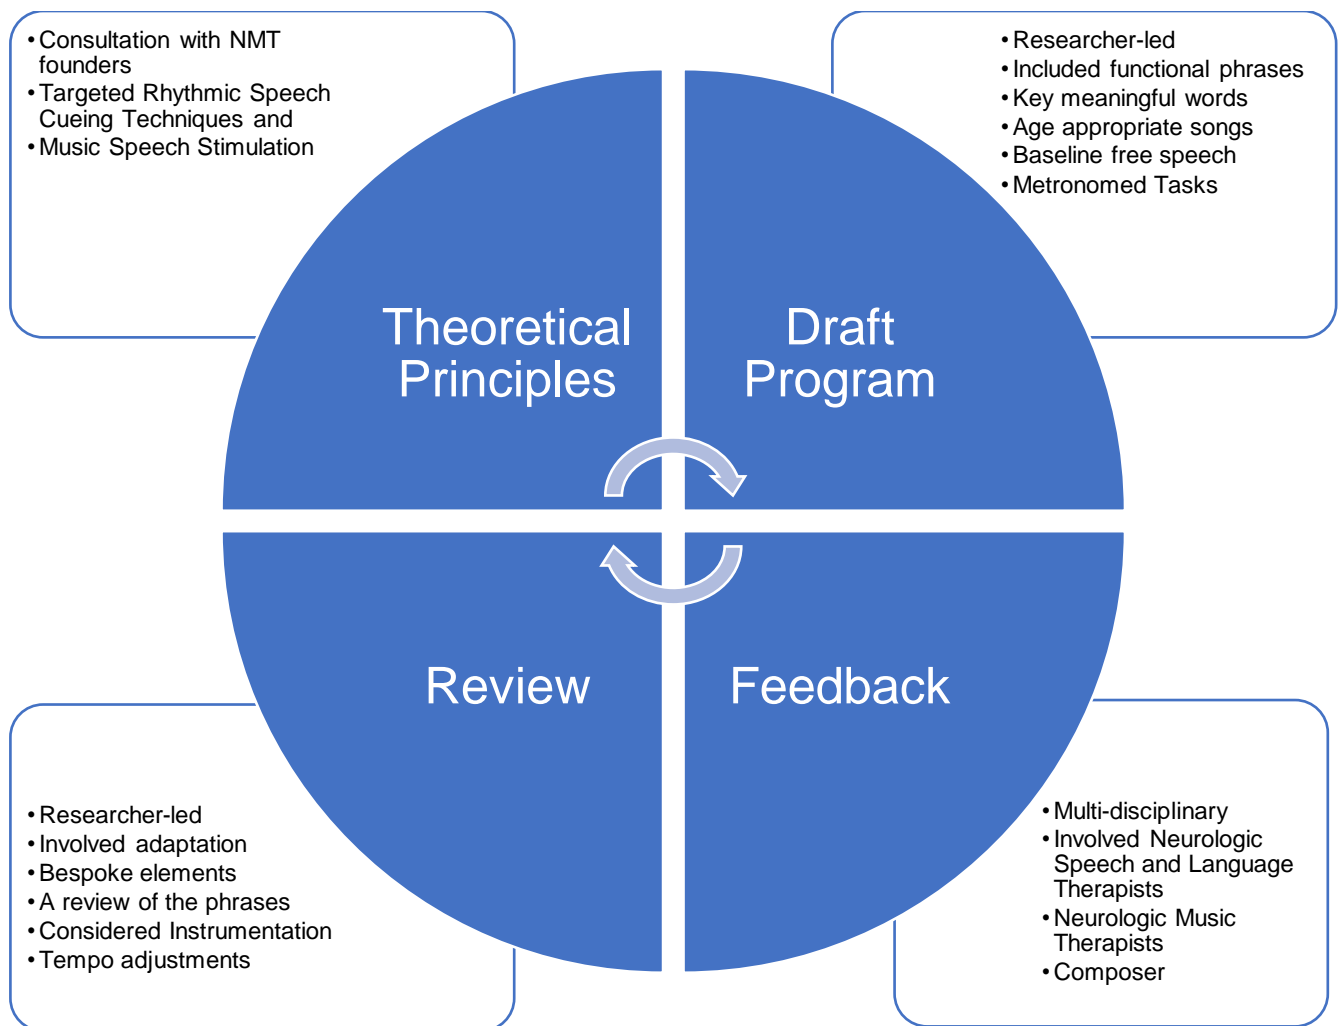 • Consultation with NMT
founders
• Targeted Rhythmic Speech
Cueing Techniques and
• Music Speech Stimulation
• Researcher-led
• Included functional phrases
• Key meaningful words
• Age appropriate songs
• Baseline free speech
• Metronomed Tasks
Theoretical
Principles
Draft
Program
Review
Feedback
• Researcher-led
• Involved adaptation
• Bespoke elements
• A review of the phrases
• Considered Instrumentation
• Tempo adjustments
• Multi-disciplinary
• Involved Neurologic
Speech and Language
Therapists
• Neurologic Music
Therapists
• Composer